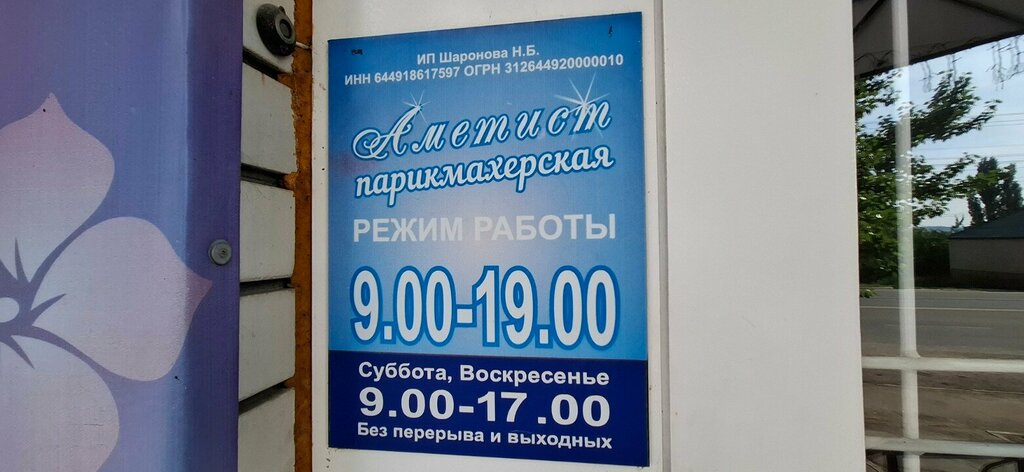 ИП Шаронова Н.Б.
ИНН 644918617597 ОГРН 312644920000010
Аметист
парикмахерская
РЕЖИМ РАБОТЫ
9.00-19.00
Суббота, Воскресенье
9.00-17.00
Без перерыва и выходных